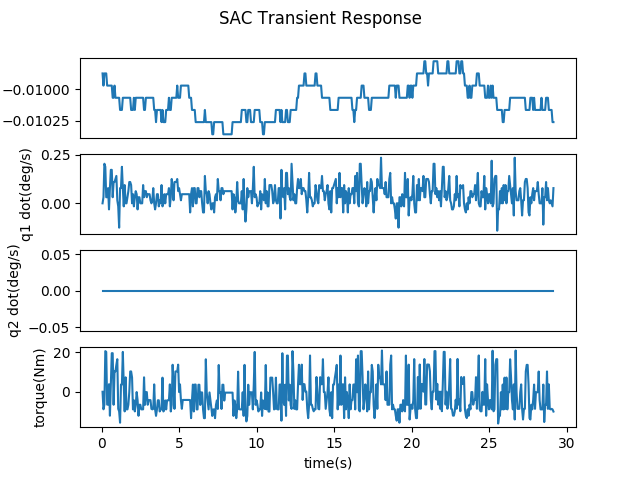 SAC Transient Response
−0.01000
−0.01025
0.25
0.00
q1 dot(deg/s)
0.05
0.00
−0.05
q2 dot(deg/s)
20
0
torque(Nm)
0 5 10 15 20 25 30
time(s)